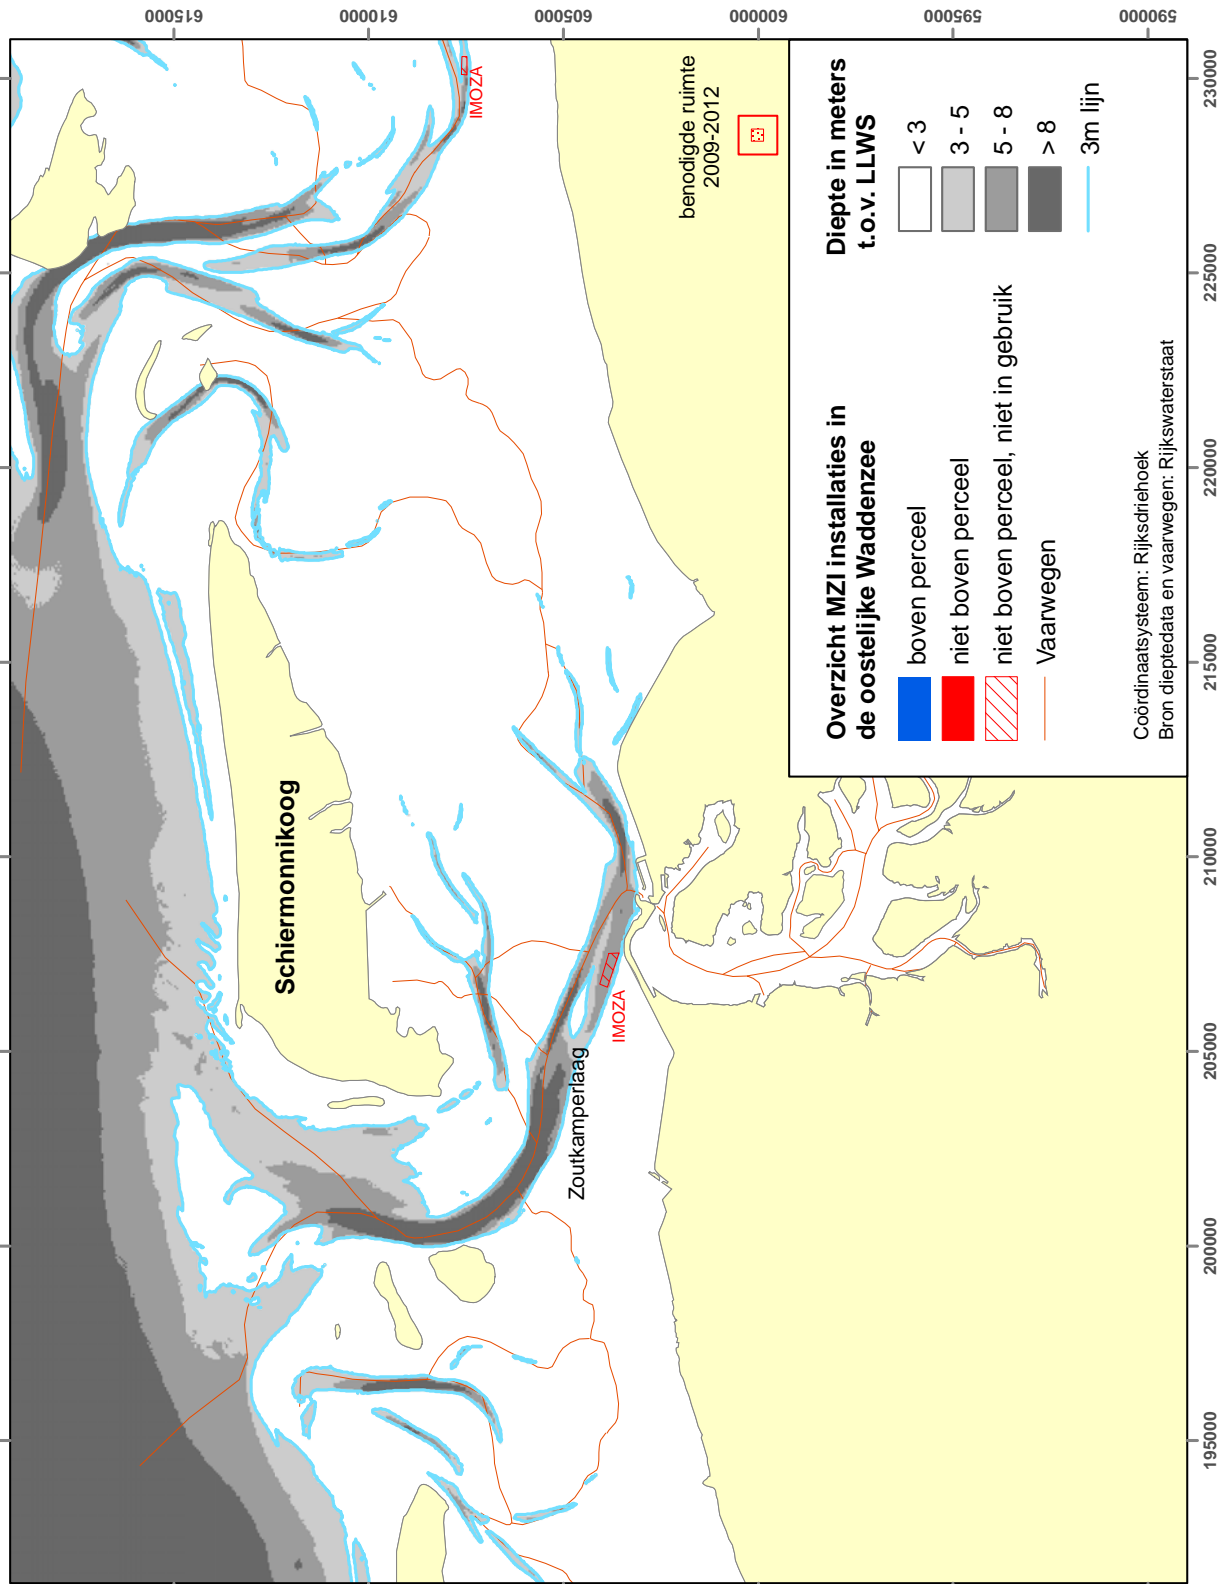 615000
610000
605000
600000
595000
590000
Schiermonnikoog
Zoutkamperlaag
IMOZA
IMOZA
benodigde ruimte
2009-2012
Overzicht MZI installaties in
de oostelijke Waddenzee
boven perceel
niet boven perceel
niet boven perceel, niet in gebruik
Vaarwegen
Diepte in meters
t.o.v. LLWS
< 3
3 - 5
5 - 8
> 8
3m lijn
Coördinaatsysteem: Rijksdriehoek
Bron dieptedata en vaarwegen: Rijkswaterstaat
195000
200000
205000
210000
215000
220000
225000
230000